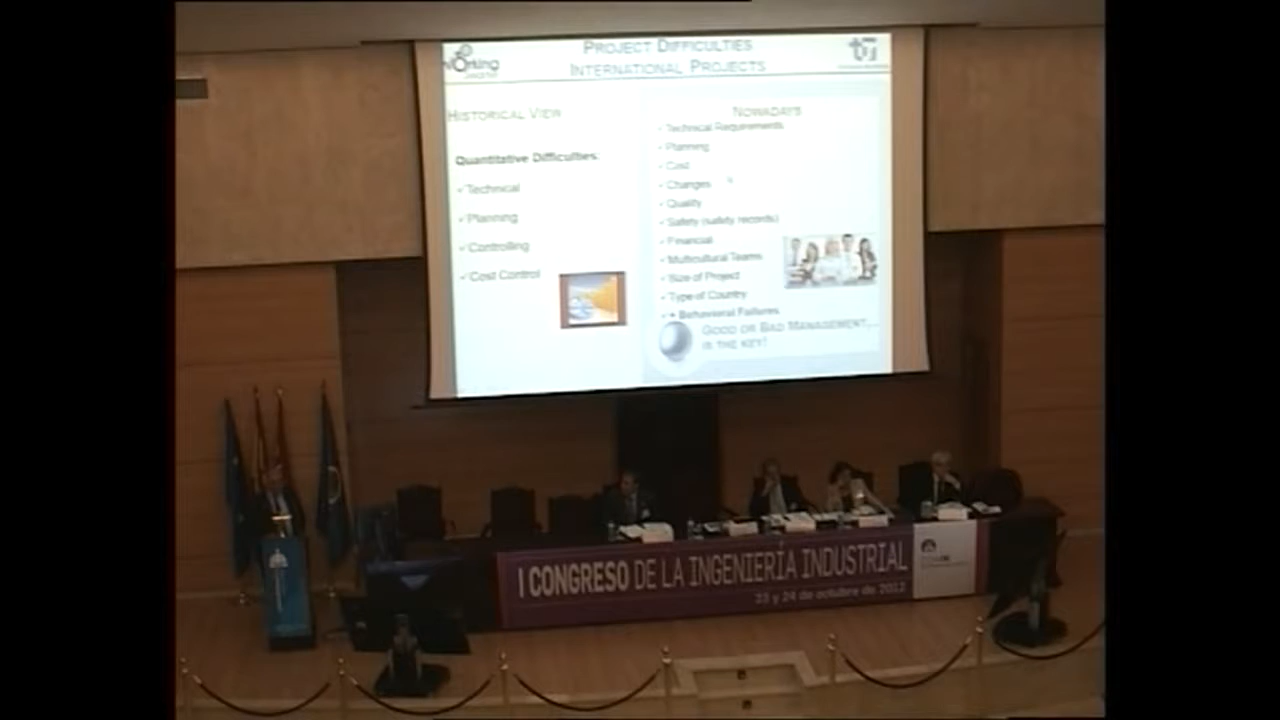 Working
PROJECT DIFFICULTIES
INTERNATIONAL PROJECTS
HISTORICAL VIEW
Quantitative Difficulties:
✓Technical
✓Planning
✓Controlling
✓Cost Control
NOWADAYS
✓Technical Requirements
✓Planning
✓Cost
✓Changes
✓Quality
✓Safety (safety records)
✓Financial
✓Multicultural Teams
✓Size of Project
✓Type of Country
✓+ Behavioral Failures
GOOD OR BAD MANAGEMENT...
IS THE KEY!
I CONGRESO DE LA INGENIERÍA INDUSTRIAL
23 y 24 de octubre de 2012